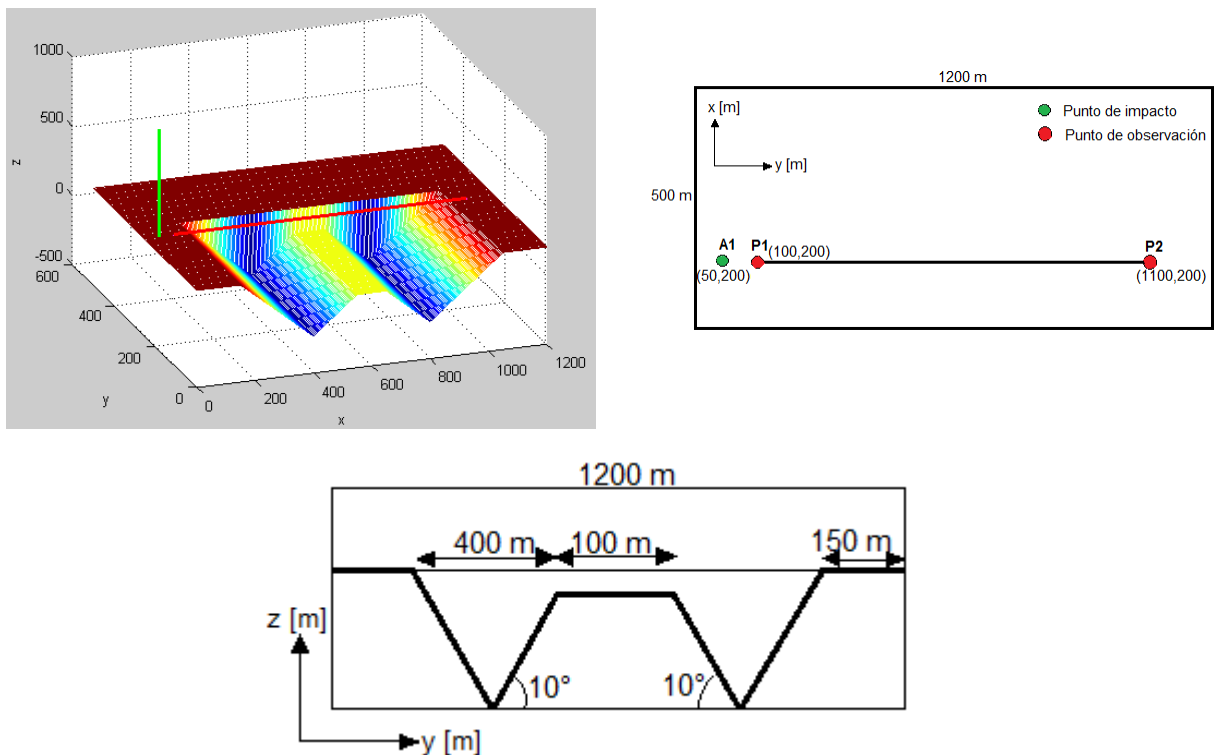 1000
500
z
0
-500
600
400
200
y
0
0
200
400
600
800
1000
1200
x
1200 m
x [m]
y [m]
Punto de impacto
Punto de observación
500 m
A1
P1
(100,200)
(50,200)
P2
(1100,200)
1200 m
400 m
100 m
150 m
z [m]
10°
10°
y [m]